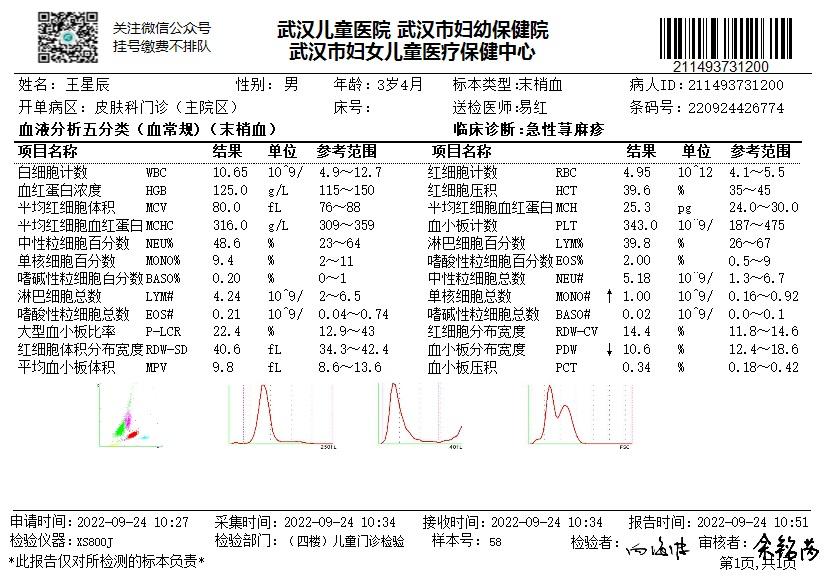 关注微信公众号
挂号缴费不排队
武汉儿童医院 武汉市妇幼保健院
武汉市妇女儿童医疗保健中心
211493731200
姓名：王星辰 性别：男 年龄：3岁4月 标本类型：末梢血 病人ID：211493731200
开单病区：皮肤科门诊（主院区） 床号： 送检医师：易红 条码号：220924426774
血液分析五分类（血常规）（末梢血） 临床诊断：急性荨麻疹
项目名称 结果 单位 参考范围 项目名称 结果 单位 参考范围
白细胞计数 WBC 10.65 10^9/ 4.9～12.7 红细胞计数 RBC 4.95 10^12 4.1～5.5
血红蛋白浓度 HGB 125.0 g/L 115～150 红细胞压积 HCT 39.6 % 35～45
平均红细胞体积 MCV 80.0 fL 76～88 平均红细胞血红蛋白 MCH 25.3 pg 24.0～30.0
平均红细胞血红蛋白 MCHC 316.0 g/L 309～359 血小板计数 PLT 343.0 10^9/ 187～475
中性粒细胞百分数 NEU% 48.6 % 23～64 淋巴细胞百分数 LYM% 39.8 % 26～67
单核细胞百分数 MONO% 9.4 % 2～11 嗜酸性粒细胞百分数 EOS% 2.00 % 0.5～9
嗜碱性粒细胞白分数 BASO% 0.20 % 0～1 中性粒细胞总数 NEU# 5.18 10^9/ 1.3～6.7
淋巴细胞总数 LYM# 4.24 10^9/ 2～6.5 单核细胞总数 MONO# ↑ 1.00 10^9/ 0.16～0.92
嗜酸性粒细胞总数 EOS# 0.21 10^9/ 0.04～0.74 嗜碱性粒细胞总数 BASO# 0.02 10^9/ 0.0～0.1
大型血小板比率 P-LCR 22.4 % 12.9～43 红细胞分布宽度 RDW-CV 14.4 % 11.8～14.6
红细胞体积分布宽度 RDW-SD 40.6 fL 34.3～42.4 血小板分布宽度 PDW ↓ 10.6 % 12.4～18.6
平均血小板体积 MPV 9.8 fL 8.6～13.6 血小板压积 PCT 0.34 % 0.18～0.42
250fL 40fL FSC
申请时间：2022-09-24 10:27 采集时间：2022-09-24 10:34 接收时间：2022-09-24 10:34 报告时间：2022-09-24 10:51
检验仪器：XS800J 检验部门：（四楼）儿童门诊检验 样本号：58 检验者： 审核者：
*此报告仅对所检测的标本负责* 第1页，共1页